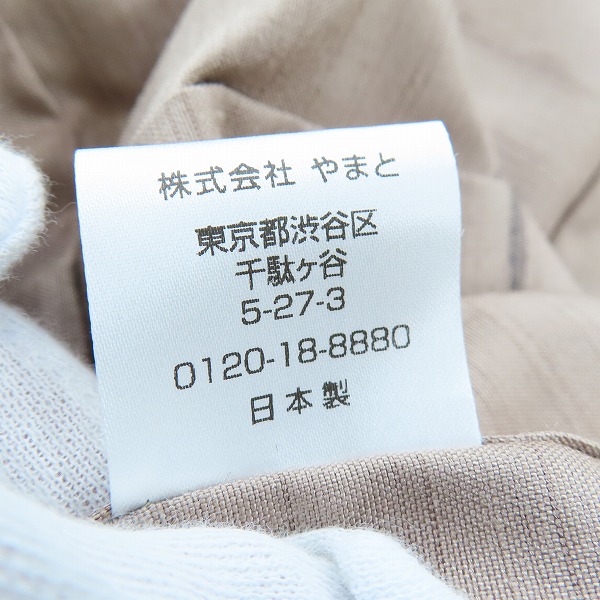 株式会社 やまと
東京都渋谷区
千駄ヶ谷
5-27-3
0120-18-8880
日本製